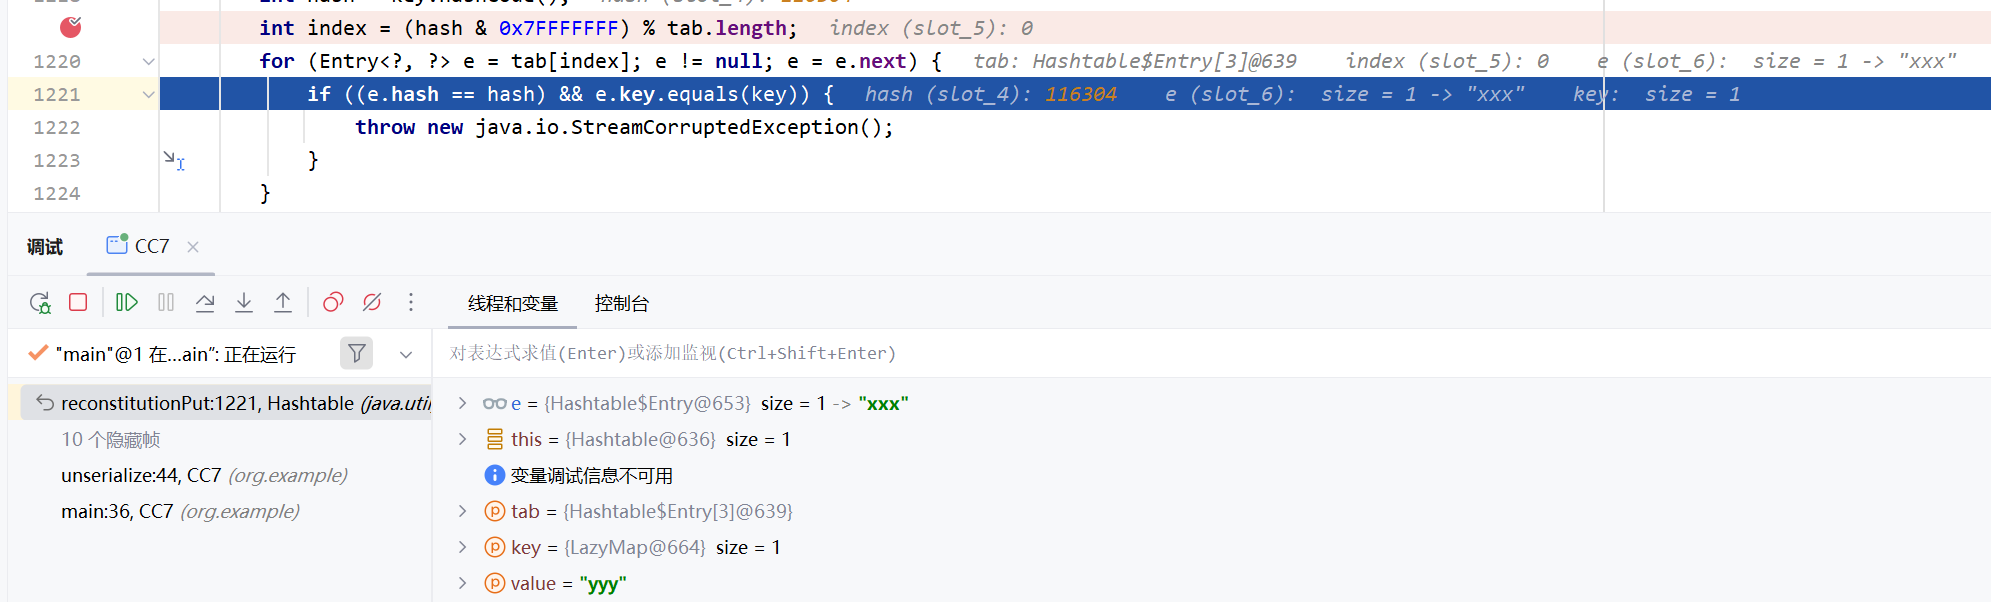 int index = (hash & 0x7FFFFFFF) % tab.length; index (slot_5): 0
1220 for (Entry<?, ?> e = tab[index]; e != null; e = e.next) { tab: Hashtable$Entry[3]@639 index (slot_5): 0 e (slot_6): size = 1 -> "xxx"
1221 if ((e.hash == hash) && e.key.equals(key)) { hash (slot_4): 116304 e (slot_6): size = 1 -> "xxx" key: size = 1
1222 throw new java.io.StreamCorruptedException();
1223 }
1224 }
调试 CC7
线程和变量 控制台
"main"@1 在...ain": 正在运行
对表达式求值(Enter)或添加监视(Ctrl+Shift+Enter)
reconstitutionPut:1221, Hashtable (java.util
10 个隐藏帧
unserialize:44, CC7 (org.example)
main:36, CC7 (org.example)
e = {Hashtable$Entry@653} size = 1 -> "xxx"
this = {Hashtable@636} size = 1
变量调试信息不可用
tab = {Hashtable$Entry[3]@639}
key = {LazyMap@664} size = 1
value = "yyy"